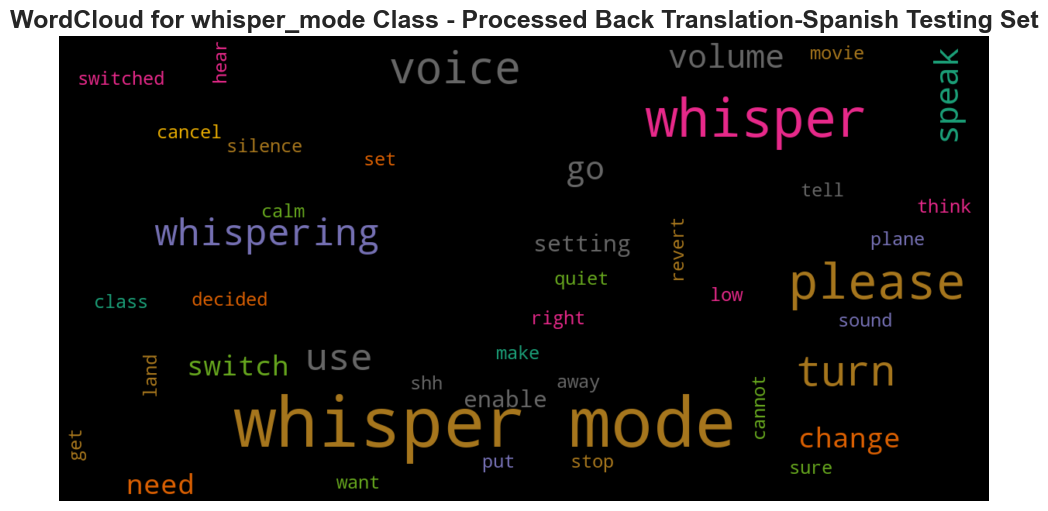 WordCloud for whisper_mode Class - Processed Back Translation-Spanish Testing Set
switched
hear
voice
volume
movie
speak
whisper
cancel
silence
set
go
tell
think
calm
whispering
setting
revert
plane
quiet
please
class
decided
low
right
sound
make
land
switch
use
shh
away
enable
turn
whisper mode
cannot
change
get
put
stop
sure
need
want